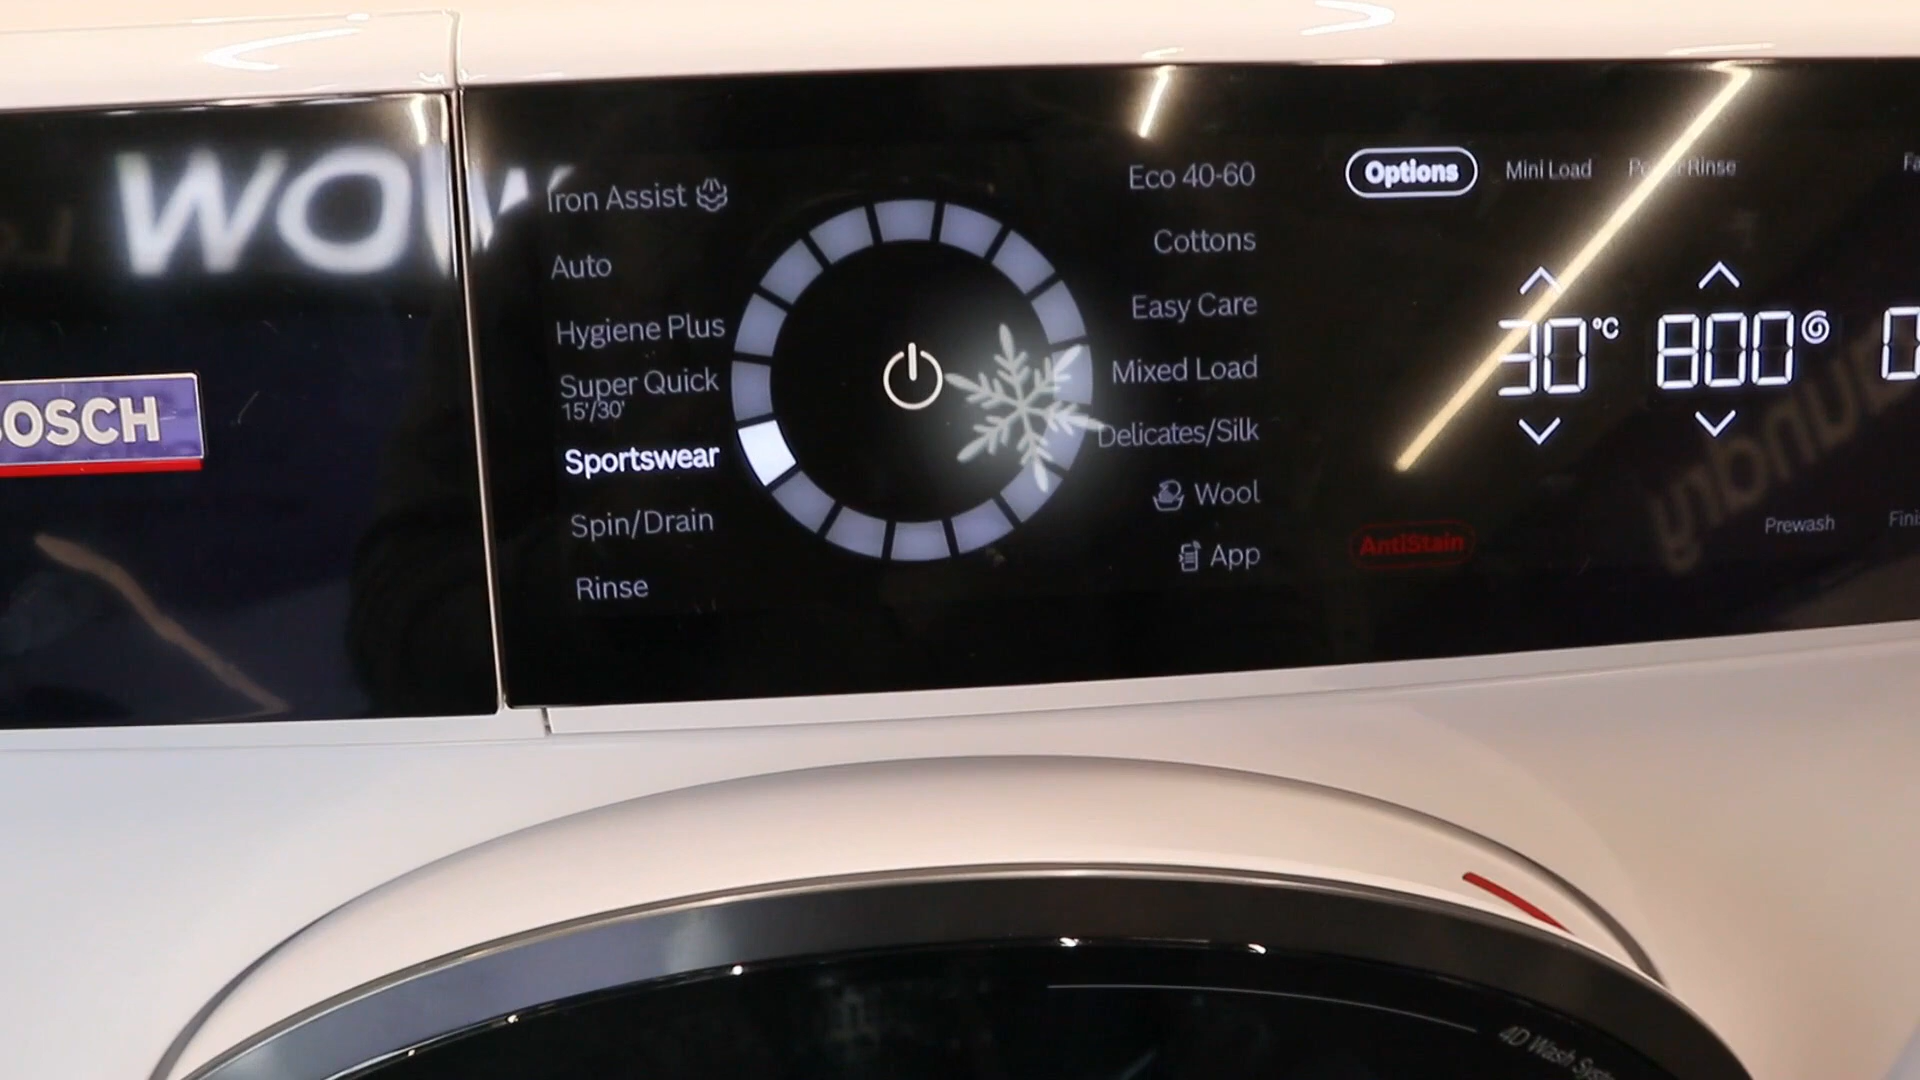 WOW
BOSCH
Iron Assist
Auto
Hygiene Plus
Super Quick
15'/30'
Sportswear
Spin/Drain
Rinse
Eco 40-60
Cottons
Easy Care
Mixed Load
Delicates/Silk
Wool
App
Options
Mini Load
Rinse
30°C
800
AntiStain
Prewash
4D Wash